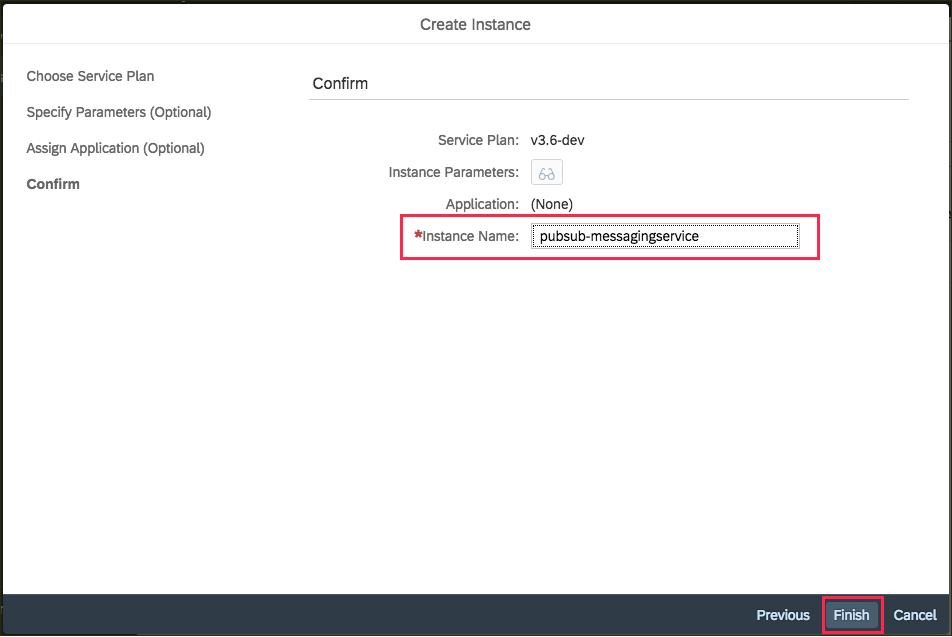 Create Instance
Choose Service Plan
Specify Parameters (Optional)
Assign Application (Optional)
Confirm
Confirm
Service Plan: v3.6-dev
Instance Parameters:
Application: (None)
*Instance Name: pubsub-messagingservice
Previous Finish Cancel